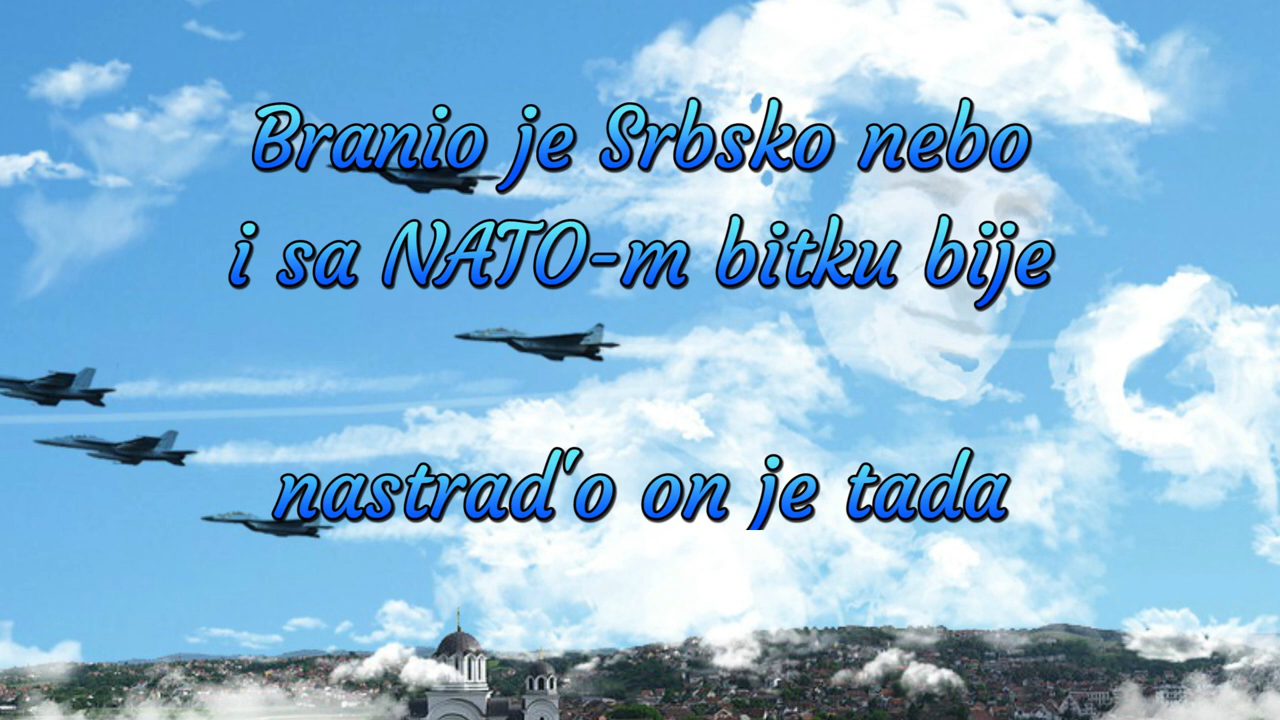 Branio je Srbsko nebo
i sa NATO-m bitku bije
nastrad'o on je tada